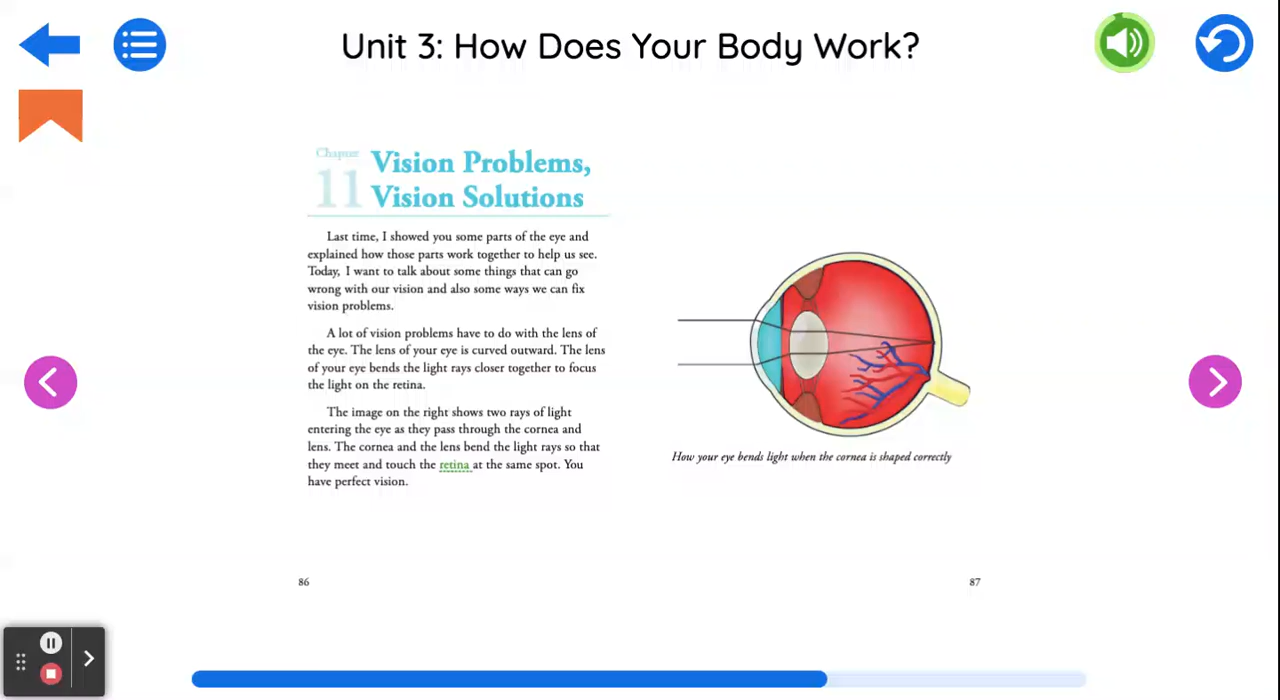 Unit 3: How Does Your Body Work?
Chapter
11
Vision Problems,
Vision Solutions
Last time, I showed you some parts of the eye and
explained how those parts work together to help us see.
Today, I want to talk about some things that can go
wrong with our vision and also some ways we can fix
vision problems.
A lot of vision problems have to do with the lens of
the eye. The lens of your eye is curved outward. The lens
of your eye bends the light rays closer together to focus
the light on the retina.
The image on the right shows two rays of light
entering the eye as they pass through the cornea and
lens. The cornea and the lens bend the light rays so that
they meet and touch the retina at the same spot. You
have perfect vision.
How your eye bends light when the cornea is shaped correctly
86
87